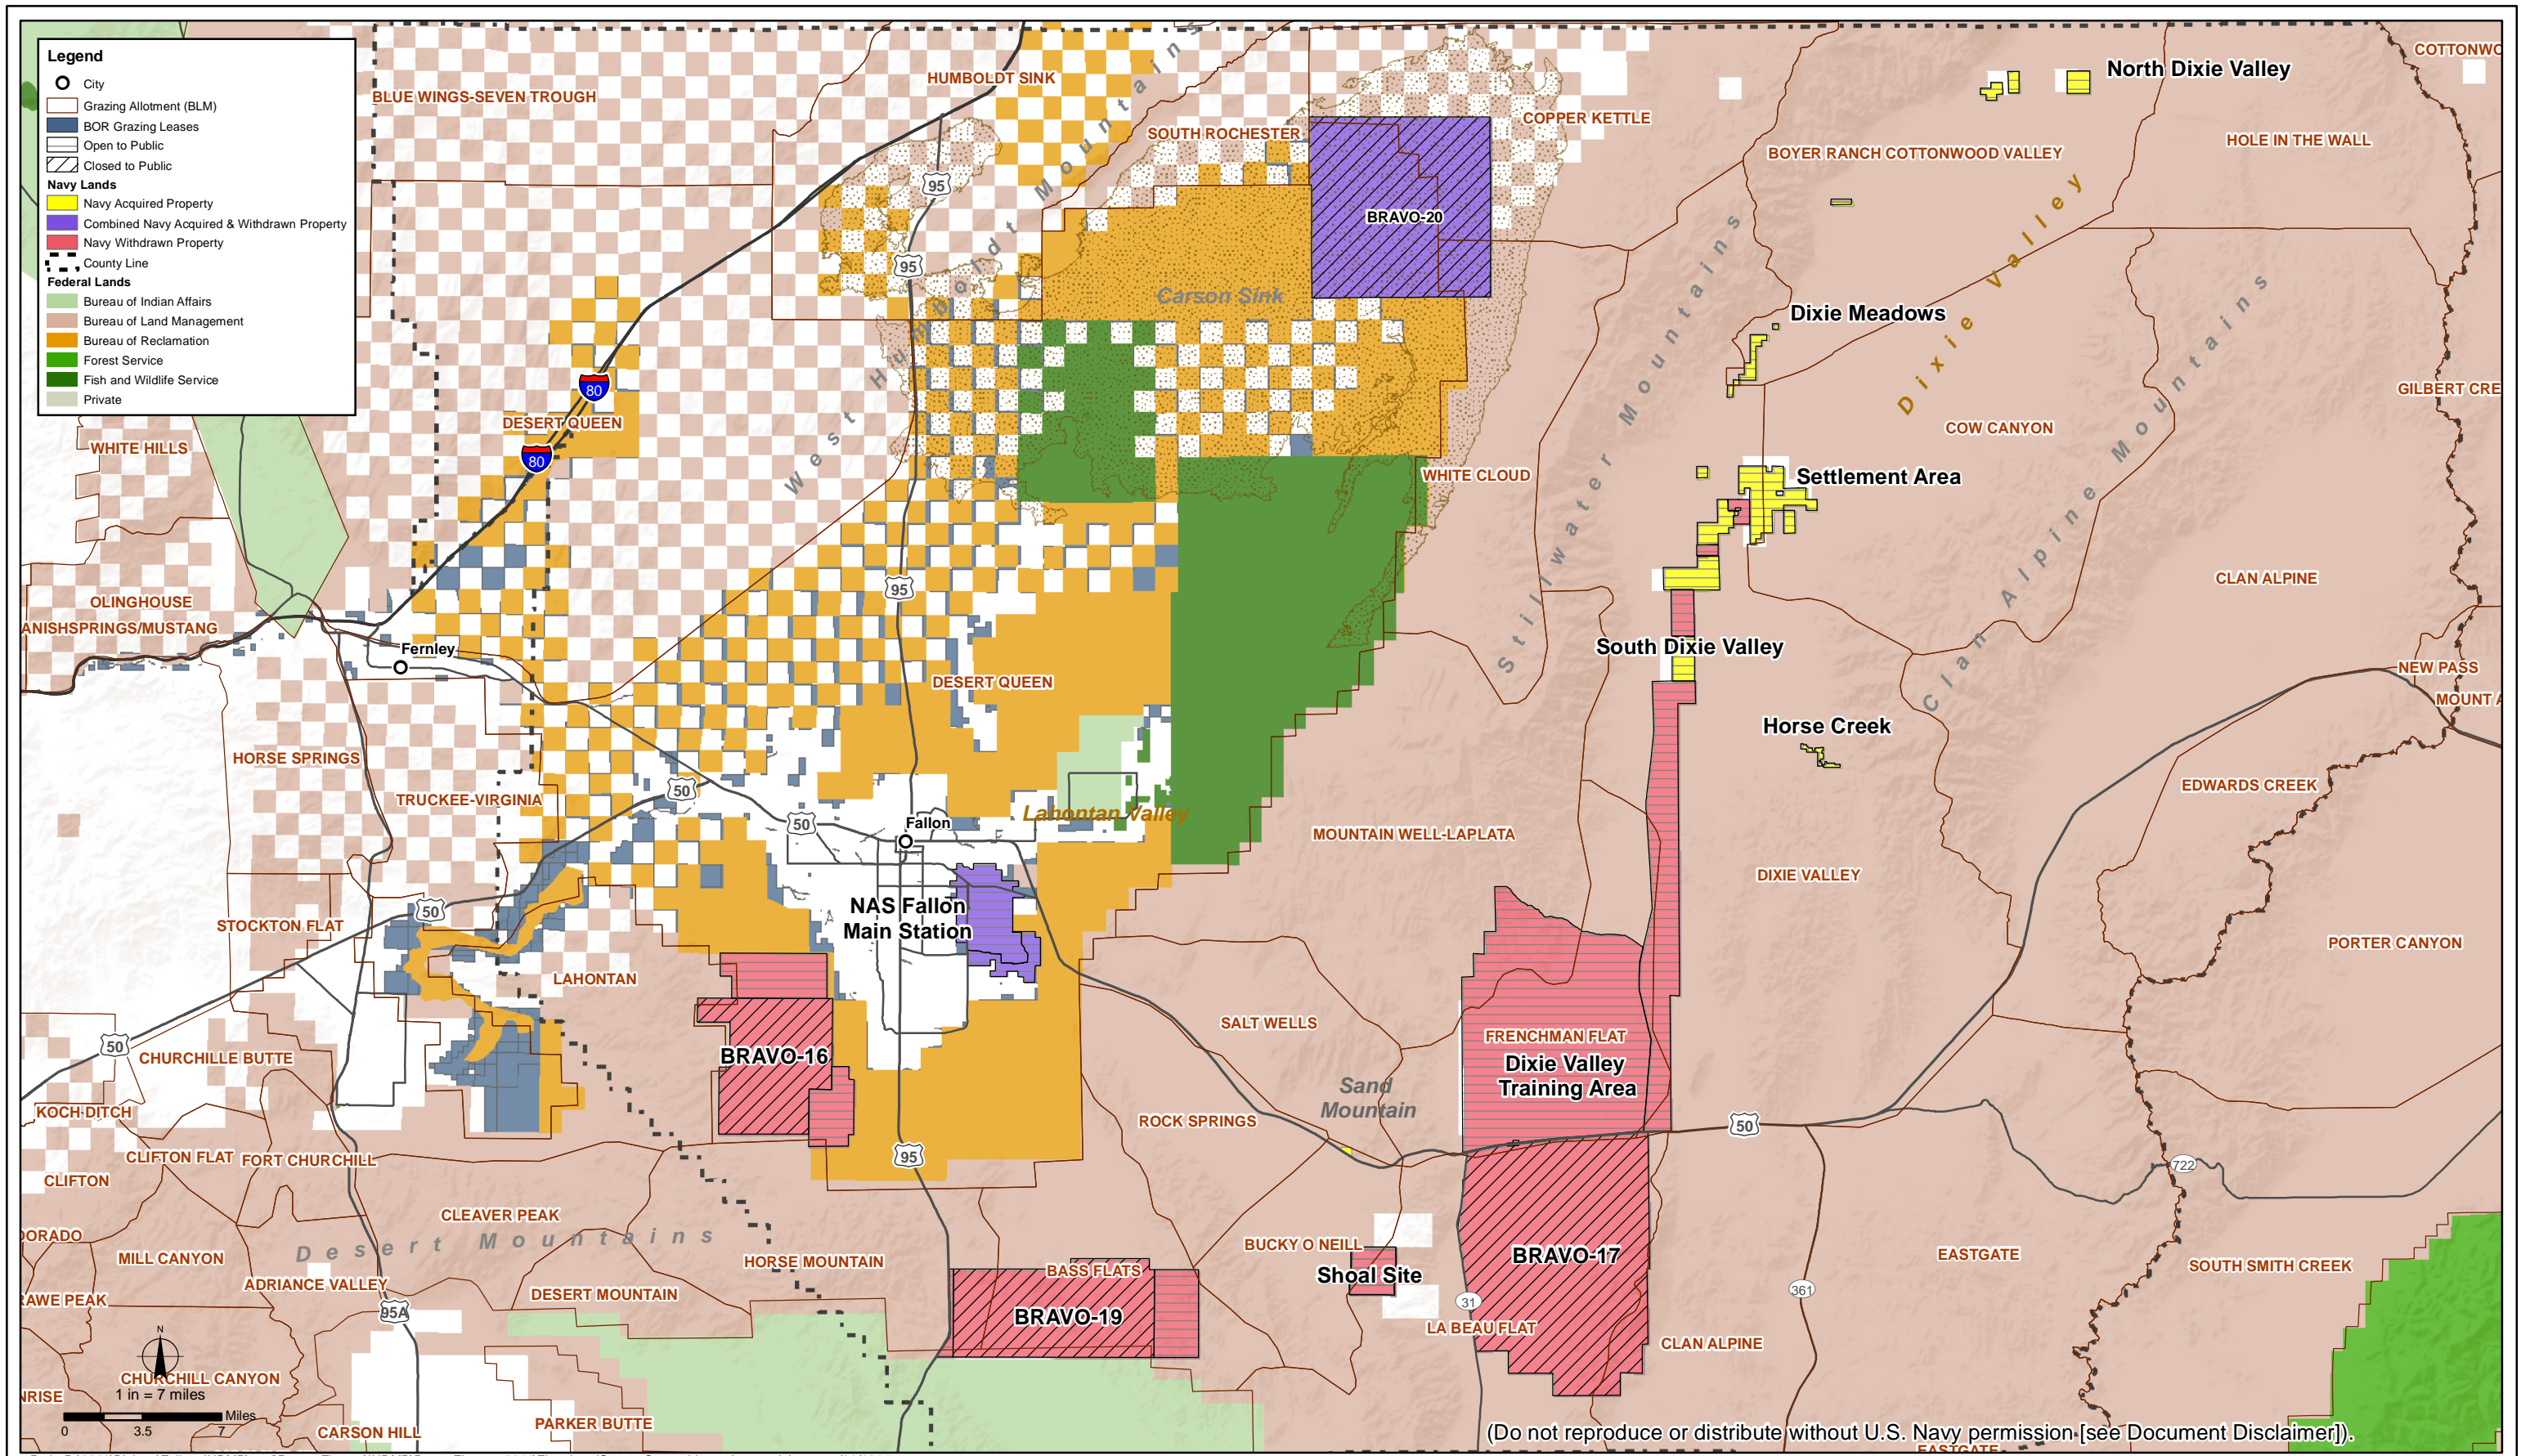 Legend
City
Grazing Allotment (BLM)
BOR Grazing Leases
Open to Public
Closed to Public
Navy Lands
Navy Acquired Property
Combined Navy Acquired & Withdrawn Property
Navy Withdrawn Property
County Line
Federal Lands
Bureau of Indian Affairs
Bureau of Land Management
Bureau of Reclamation
Forest Service
Fish and Wildlife Service
Private
COTTONWO
North Dixie Valley
HUMBOLDT SINK
BLUE WINGS-SEVEN TROUGH
COPPER KETTLE
SOUTH ROCHESTER
HOLE IN THE WALL
BOYER RANCH COTTONWOOD VALLEY
95
BRAVO-20
95
West Humboldt Mountains
Carson Sink
Dixie Meadows
Dixie Valley
Stillwater Mountains
Clan Alpine Mountains
80
GILBERT CRE
DESERT QUEEN
COW CANYON
WHITE HILLS
80
WHITE CLOUD
Settlement Area
CLAN ALPINE
95
OLINGHOUSE
ANISHSPRINGS/MUSTANG
Fernley
South Dixie Valley
NEW PASS
DESERT QUEEN
MOUNT A
Horse Creek
HORSE SPRINGS
EDWARDS CREEK
50
TRUCKEE-VIRGINIA
Lahontan Valley
50
Fallon
MOUNTAIN WELL-LAPLATA
DIXIE VALLEY
50
NAS Fallon
Main Station
STOCKTON FLAT
PORTER CANYON
LAHONTAN
SALT WELLS
FRENCHMAN FLAT
50
CHURCHILLE BUTTE
BRAVO-16
Dixie Valley
Training Area
Sand
Mountain
KOCH DITCH
ROCK SPRINGS
50
CLIFTON FLAT
FORT CHURCHILL
95
722
CLIFTON
CLEAVER PEAK
DORADO
Desert Mountains
MILL CANYON
HORSE MOUNTAIN
BUCKY O NEILL
BRAVO-17
EASTGATE
SOUTH SMITH CREEK
BASS FLATS
Shoal Site
ADRIANCE VALLEY
DESERT MOUNTAIN
361
RAWE PEAK
31
95A
BRAVO-19
LA BEAU FLAT
CLAN ALPINE
N
CHURCHILL CANYON
1 in = 7 miles
NRISE
Miles
0 3.5 7
CARSON HILL
PARKER BUTTE
(Do not reproduce or distribute without U.S. Navy permission [see Document Disclaimer]).
EASTGATE